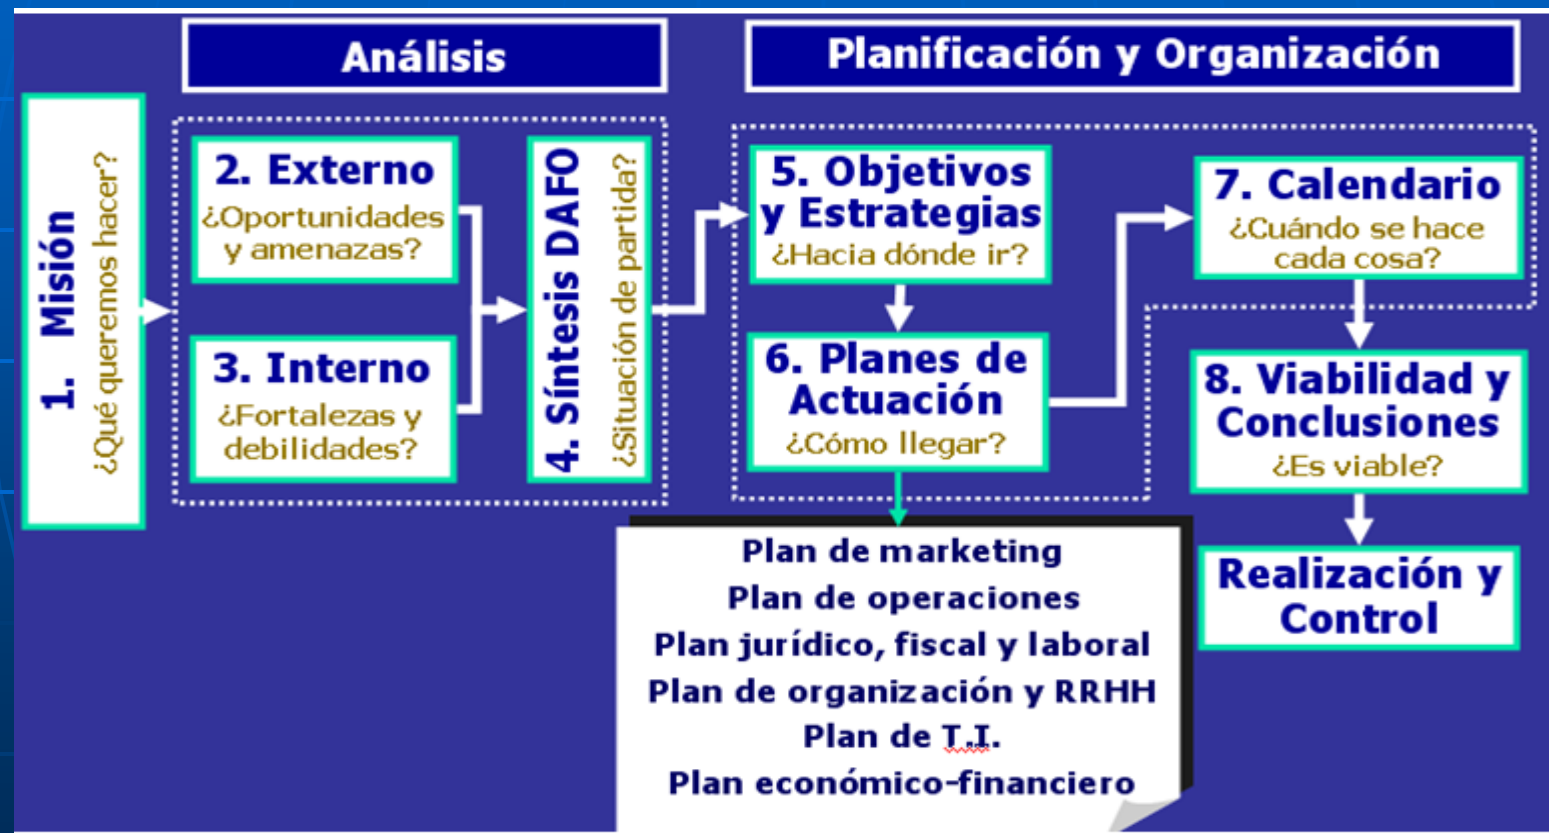 Análisis
Planificación y Organización
1. Misión
¿Qué queremos hacer?
2. Externo
¿Oportunidades
y amenazas?
3. Interno
¿Fortalezas y
debilidades?
4. Síntesis DAFO
¿Situación de partida?
5. Objetivos
y Estrategias
¿Hacia dónde ir?
6. Planes de
Actuación
¿Cómo llegar?
7. Calendario
¿Cuándo se hace
cada cosa?
8. Viabilidad y
Conclusiones
¿Es viable?
Realización y
Control
Plan de marketing
Plan de operaciones
Plan jurídico, fiscal y laboral
Plan de organización y RRHH
Plan de T.I.
Plan económico-financiero